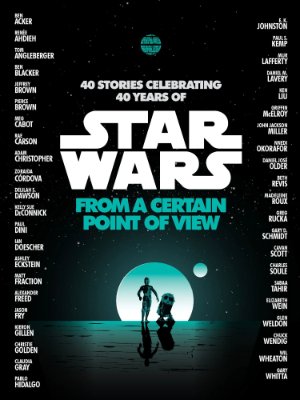 BEN
ACKER
RENÉE
AHDIEH
TOM
ANGLEBERGER
BEN
BLACKER
JEFFREY
BROWN
PIERCE
BROWN
MEG
CABOT
RAE
CARSON
ADAM
CHRISTOPHER
ZORAIDA
CÓRDOVA
DELILAH S.
DAWSON
KELLY SUE
DeCONNICK
PAUL
DINI
IAN
DOESCHER
ASHLEY
ECKSTEIN
MATT
FRACTION
ALEXANDER
FREED
JASON
FRY
KIERON
GILLEN
CHRISTIE
GOLDEN
CLAUDIA
GRAY
PABLO
HIDALGO
40 STORIES CELEBRATING
40 YEARS OF
STAR
WARS
FROM A CERTAIN
POINT OF VIEW
E. K.
JOHNSTON
PAUL S.
KEMP
MUR
LAFFERTY
DANIEL M.
LAVERY
KEN
LIU
GRIFFIN
McELROY
JOHN JACKSON
MILLER
NNEDI
OKORAFOR
DANIEL JOSÉ
OLDER
BETH
REVIS
MADELEINE
ROUX
GREG
RUCKA
GARY D.
SCHMIDT
CAVAN
SCOTT
CHARLES
SOULE
SABAA
TAHIR
ELIZABETH
WEIN
GLEN
WELDON
CHUCK
WENDIG
WIL
WHEATON
GARY
WHITTA